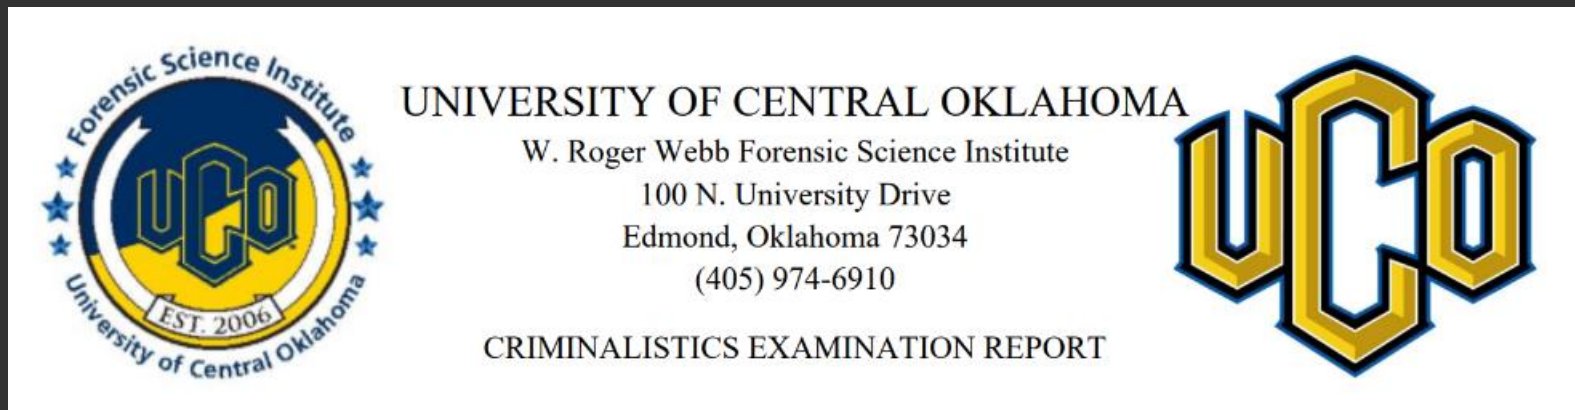 Forensic Science Institute
UCO
EST. 2006
University of Central Oklahoma
UNIVERSITY OF CENTRAL OKLAHOMA
W. Roger Webb Forensic Science Institute
100 N. University Drive
Edmond, Oklahoma 73034
(405) 974-6910
CRIMINALISTICS EXAMINATION REPORT
UCO